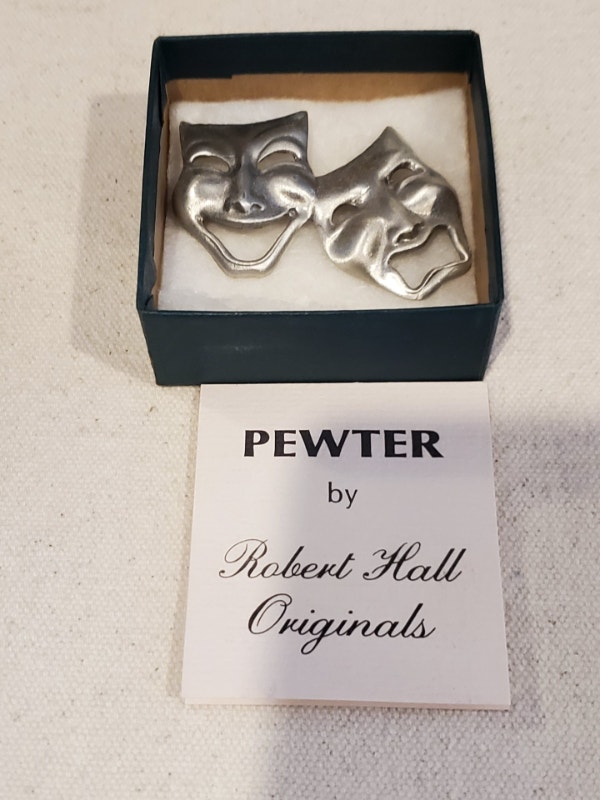 PEWTER
by
Robert Hall
Originals